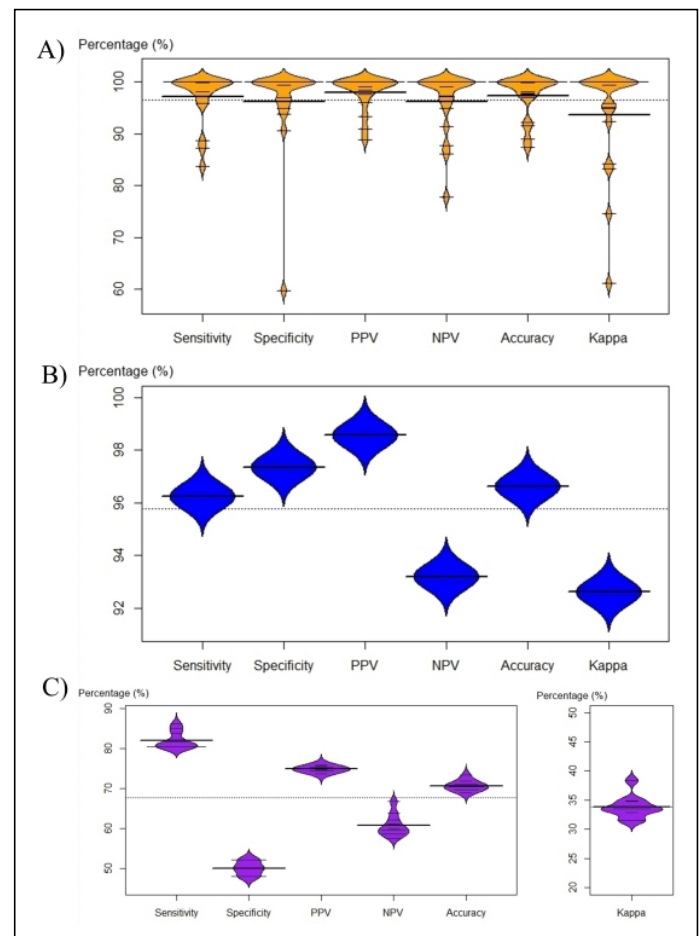 A)
Percentage (%)
100
90
80
70
60
Sensitivity Specificity PPV NPV Accuracy Kappa
B)
Percentage (%)
100
98
96
94
92
Sensitivity Specificity PPV NPV Accuracy Kappa
C)
Percentage (%)
90
80
70
60
50
Sensitivity Specificity PPV NPV Accuracy
Percentage (%)
50
45
40
35
30
25
20
Kappa